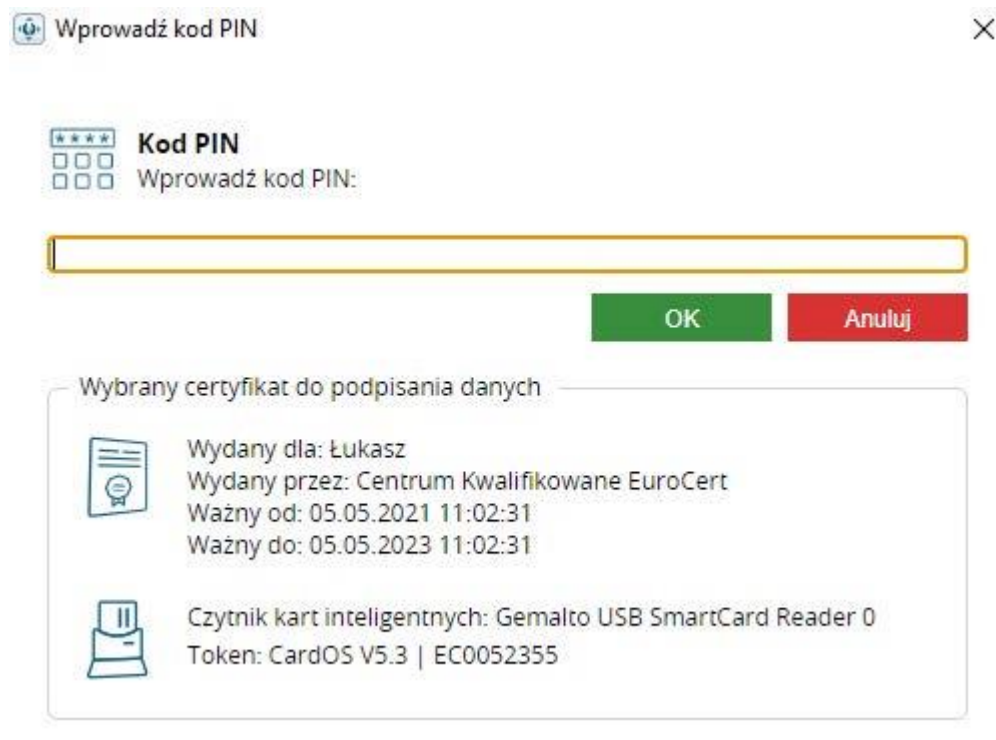 Wprowadź kod PIN
****
Kod PIN
Wprowadź kod PIN:
OK
Anuluj
Wybrany certyfikat do podpisania danych
Wydany dla: Łukasz
Wydany przez: Centrum Kwalifikowane EuroCert
Ważny od: 05.05.2021 11:02:31
Ważny do: 05.05.2023 11:02:31
Czytnik kart inteligentnych: Gemalto USB SmartCard Reader 0
Token: CardOS V5.3 | EC0052355